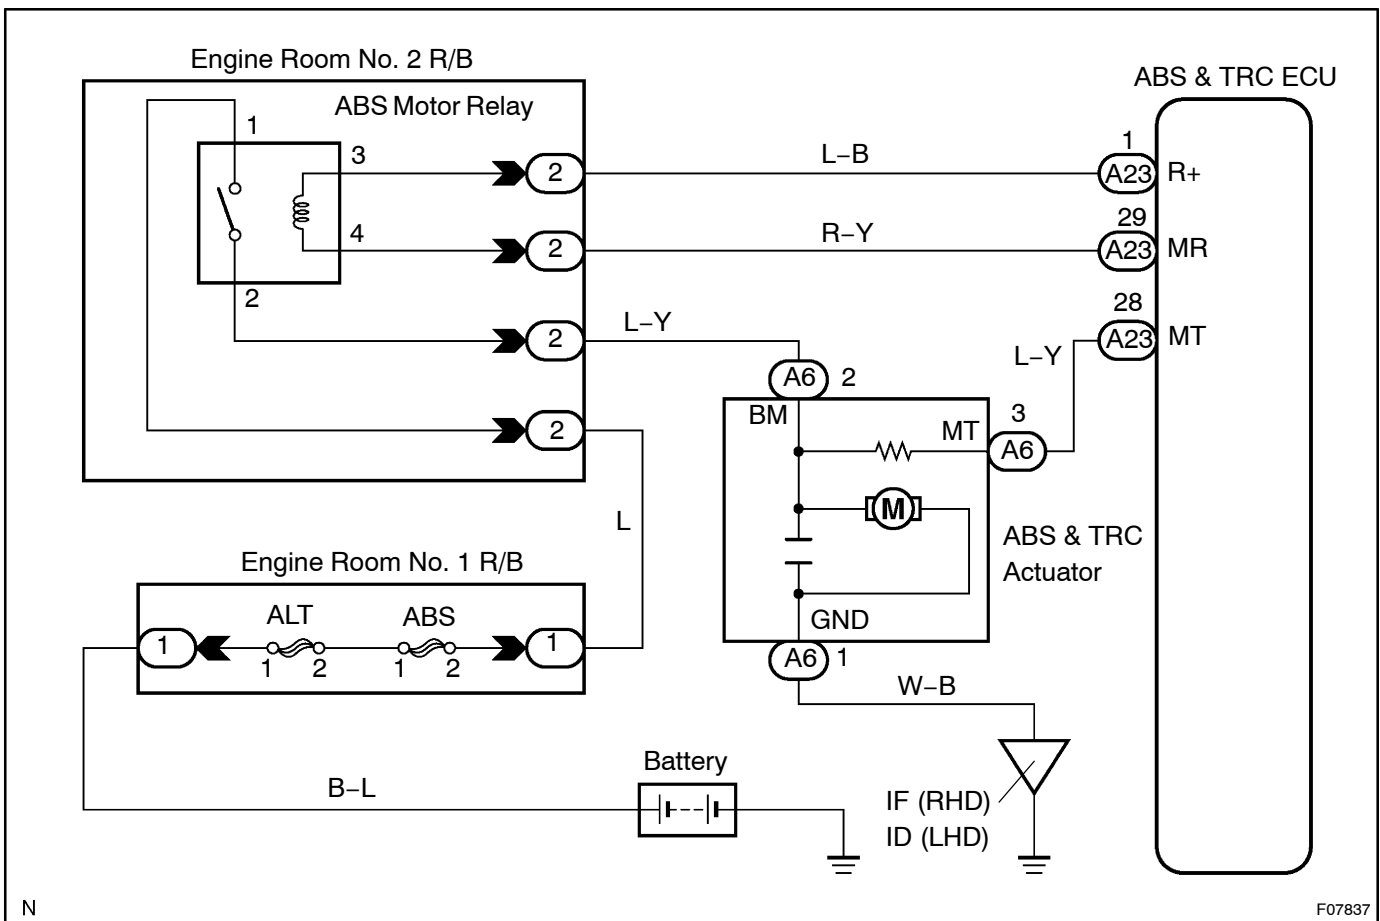 Engine Room No. 2 R/B
ABS & TRC ECU
ABS Motor Relay
1
3
2
L–B
1
A23
R+
4
2
R–Y
29
A23
MR
2
2
L–Y
28
A23
MT
L–Y
A6
2
BM
MT
3
A6
2
M
L
ABS & TRC
Actuator
Engine Room No. 1 R/B
ALT
ABS
1
1
2
1
2
1
GND
A6
1
W–B
Battery
B–L
IF (RHD)
ID (LHD)
N
F07837